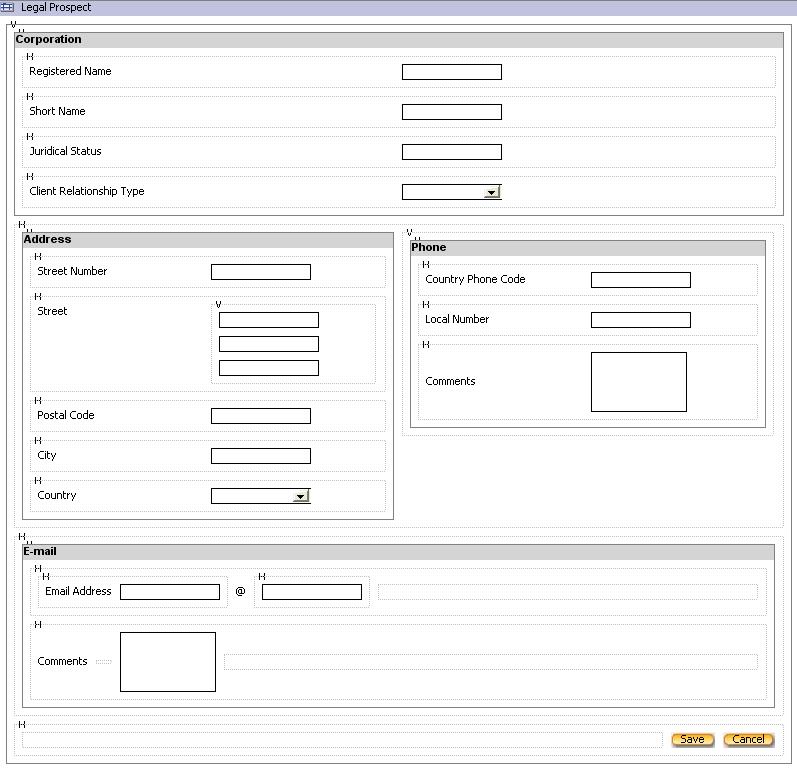 Legal Prospect
V
Corporation
H
Registered Name
H
Short Name
H
Juridical Status
H
Client Relationship Type
H
Address
V
Phone
H
Street Number
H
Country Phone Code
H
Street
V
H
Local Number
H
Comments
H
Postal Code
H
City
H
Country
H
E-mail
H
H
H
Email Address @
H
Comments
H
Save Cancel